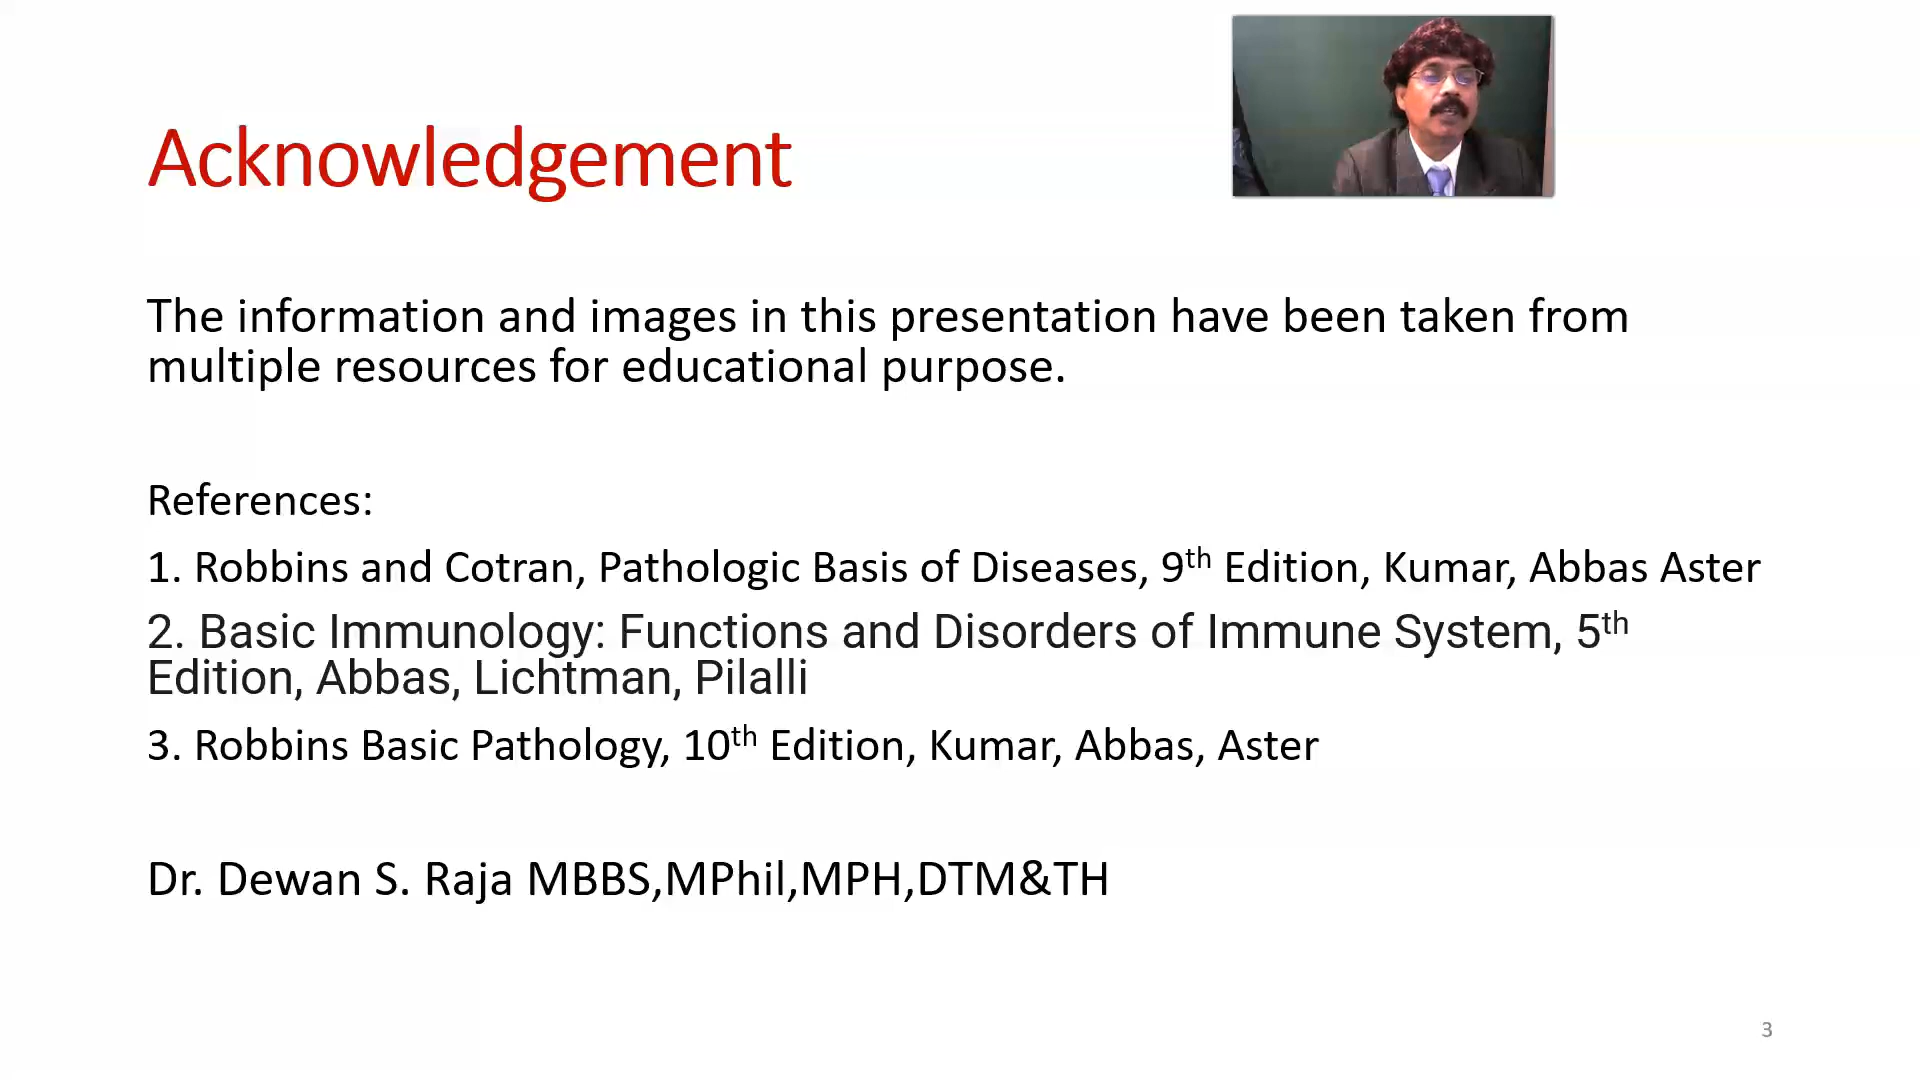 Acknowledgement
The information and images in this presentation have been taken from
multiple resources for educational purpose.
References:
1. Robbins and Cotran, Pathologic Basis of Diseases, 9th Edition, Kumar, Abbas Aster
2. Basic Immunology: Functions and Disorders of Immune System, 5th
Edition, Abbas, Lichtman, Pilalli
3. Robbins Basic Pathology, 10th Edition, Kumar, Abbas, Aster
Dr. Dewan S. Raja MBBS,MPhil,MPH,DTM&TH
3